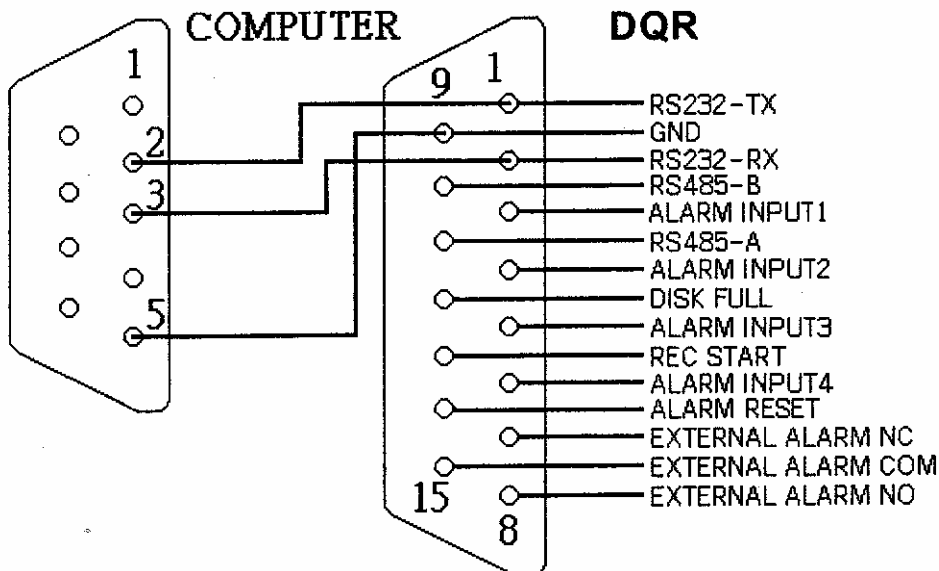 COMPUTER
DQR
1
2
3
5
9
1
15
8
RS232-TX
GND
RS232-RX
RS485-B
ALARM INPUT1
RS485-A
ALARM INPUT2
DISK FULL
ALARM INPUT3
REC START
ALARM INPUT4
ALARM RESET
EXTERNAL ALARM NC
EXTERNAL ALARM COM
EXTERNAL ALARM NO